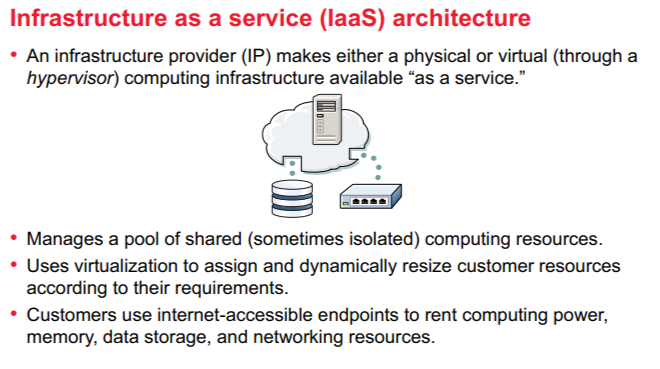 Infrastructure as a service (IaaS) architecture
• An infrastructure provider (IP) makes either a physical or virtual (through a
hypervisor) computing infrastructure available “as a service.”
• Manages a pool of shared (sometimes isolated) computing resources.
• Uses virtualization to assign and dynamically resize customer resources
according to their requirements.
• Customers use internet-accessible endpoints to rent computing power,
memory, data storage, and networking resources.